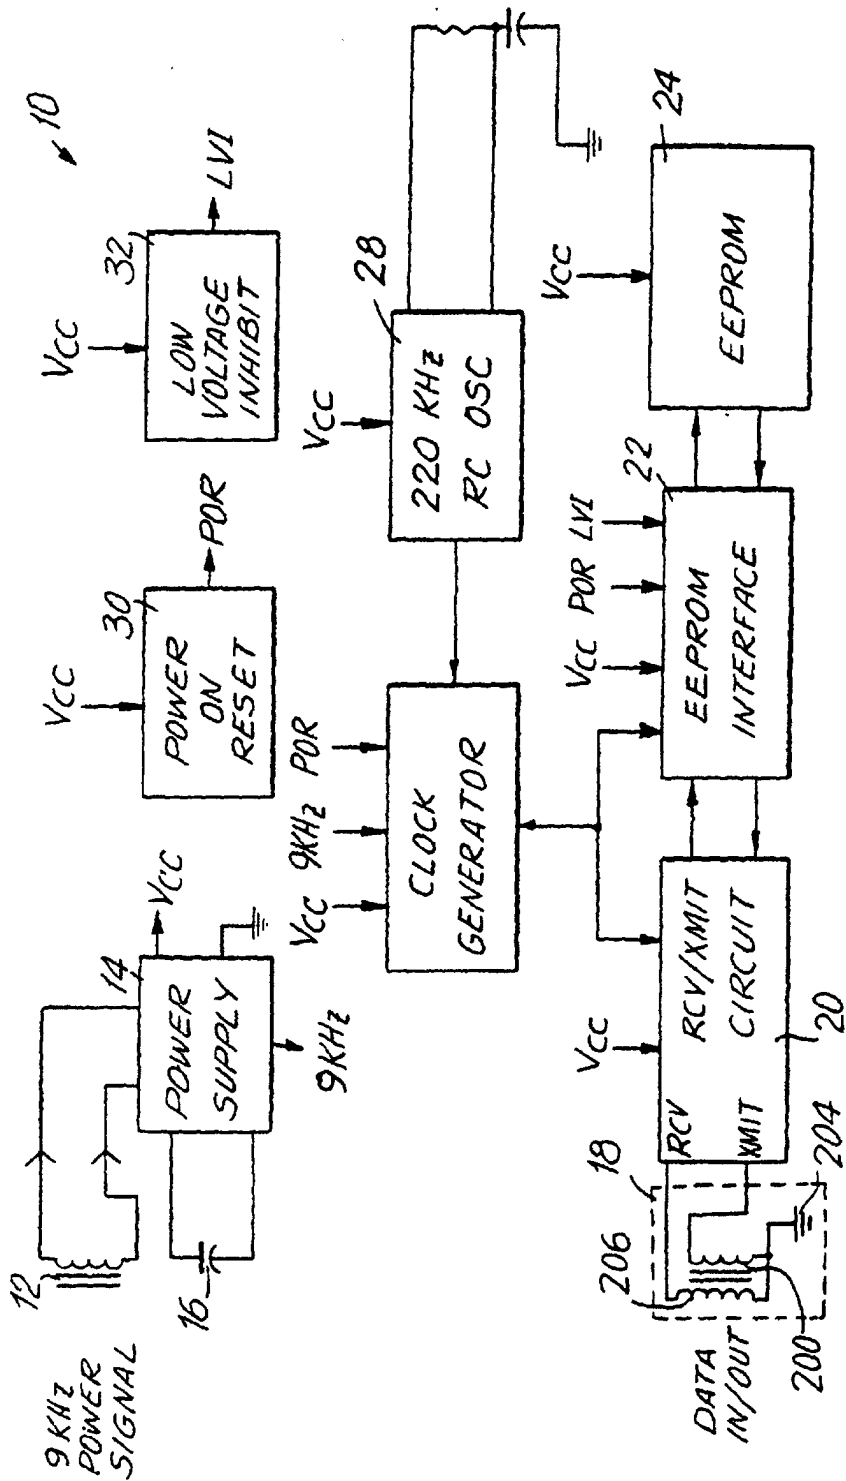 10
9 KHz
POWER
SIGNAL
12
14
POWER
SUPPLY
VCC
9KHz
16
VCC
30
POWER
ON
RESET
POR
VCC
32
LOW
VOLTAGE
INHIBIT
LVI
VCC 9KHz POR
CLOCK
GENERATOR
VCC
28
220 KHz
RC OSC
DATA
IN/OUT
18
206
200
204
VCC
RCV
XMIT
RCV/XMIT
CIRCUIT
20
VCC POR LVI
22
EEPROM
INTERFACE
VCC
24
EEPROM